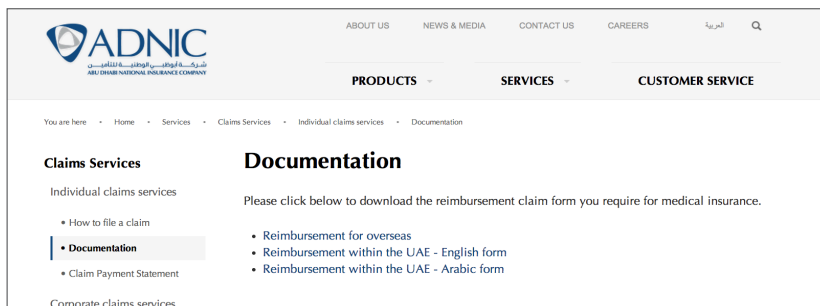 ABOUT US NEWS & MEDIA CONTACT US CAREERS العربية
ADNIC
شركة أبوظبي الوطنية للتأمين
ABU DHABI NATIONAL INSURANCE COMPANY
PRODUCTS SERVICES CUSTOMER SERVICE
You are here - Home - Services - Claims Services - Individual claims services - Documentation
Claims Services
Documentation
Individual claims services
Please click below to download the reimbursement claim form you require for medical insurance.
• How to file a claim
• Reimbursement for overseas
• Documentation
• Reimbursement within the UAE - English form
• Reimbursement within the UAE - Arabic form
• Claim Payment Statement
Corporate claims services